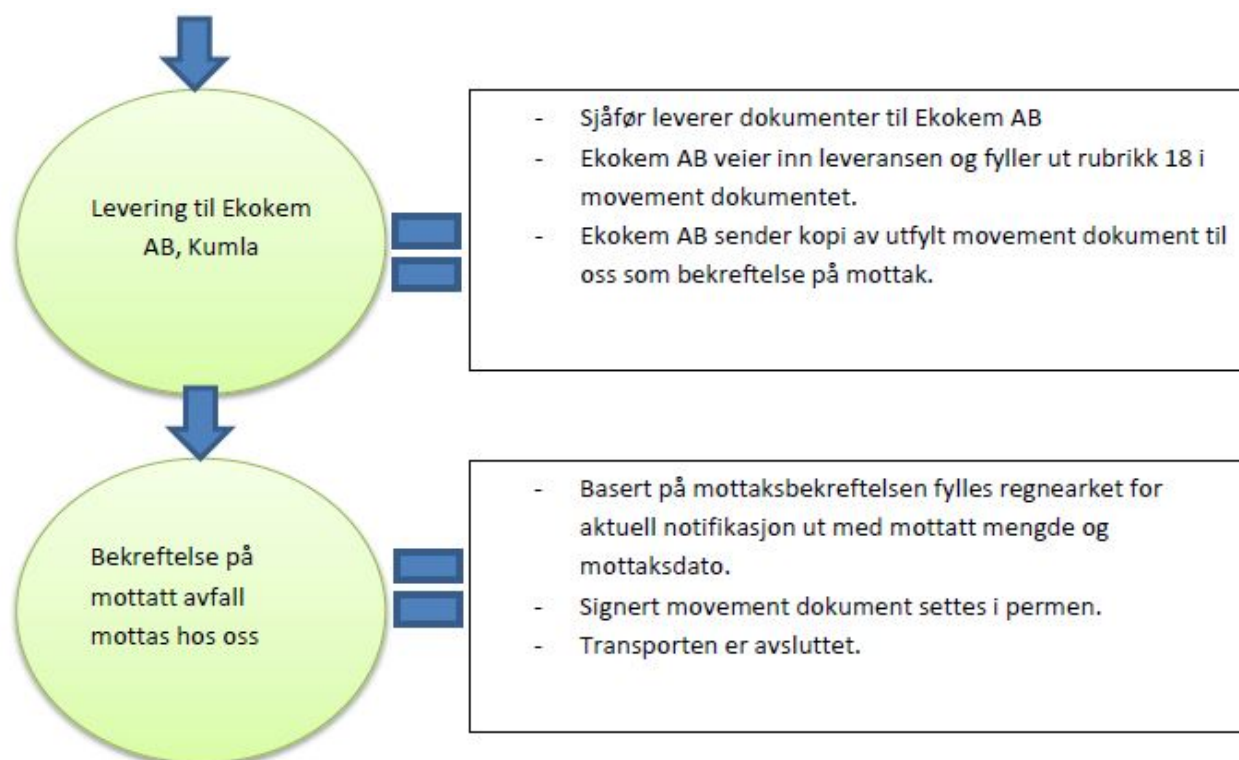 Levering til Ekokem
AB, Kumla
- Sjåfør leverer dokumenter til Ekokem AB
- Ekokem AB veier inn leveransen og fyller ut rubrikk 18 i
movement dokumentet.
- Ekokem AB sender kopi av utfylt movement dokument til
oss som bekreftelse på mottak.
Bekreftelse på
mottatt avfall
mottas hos oss
- Basert på mottaksbekreftelsen fylles regnearket for
aktuell notifikasjon ut med mottatt mengde og
mottaksdato.
- Signert movement dokument settes i permen.
- Transporten er avsluttet.